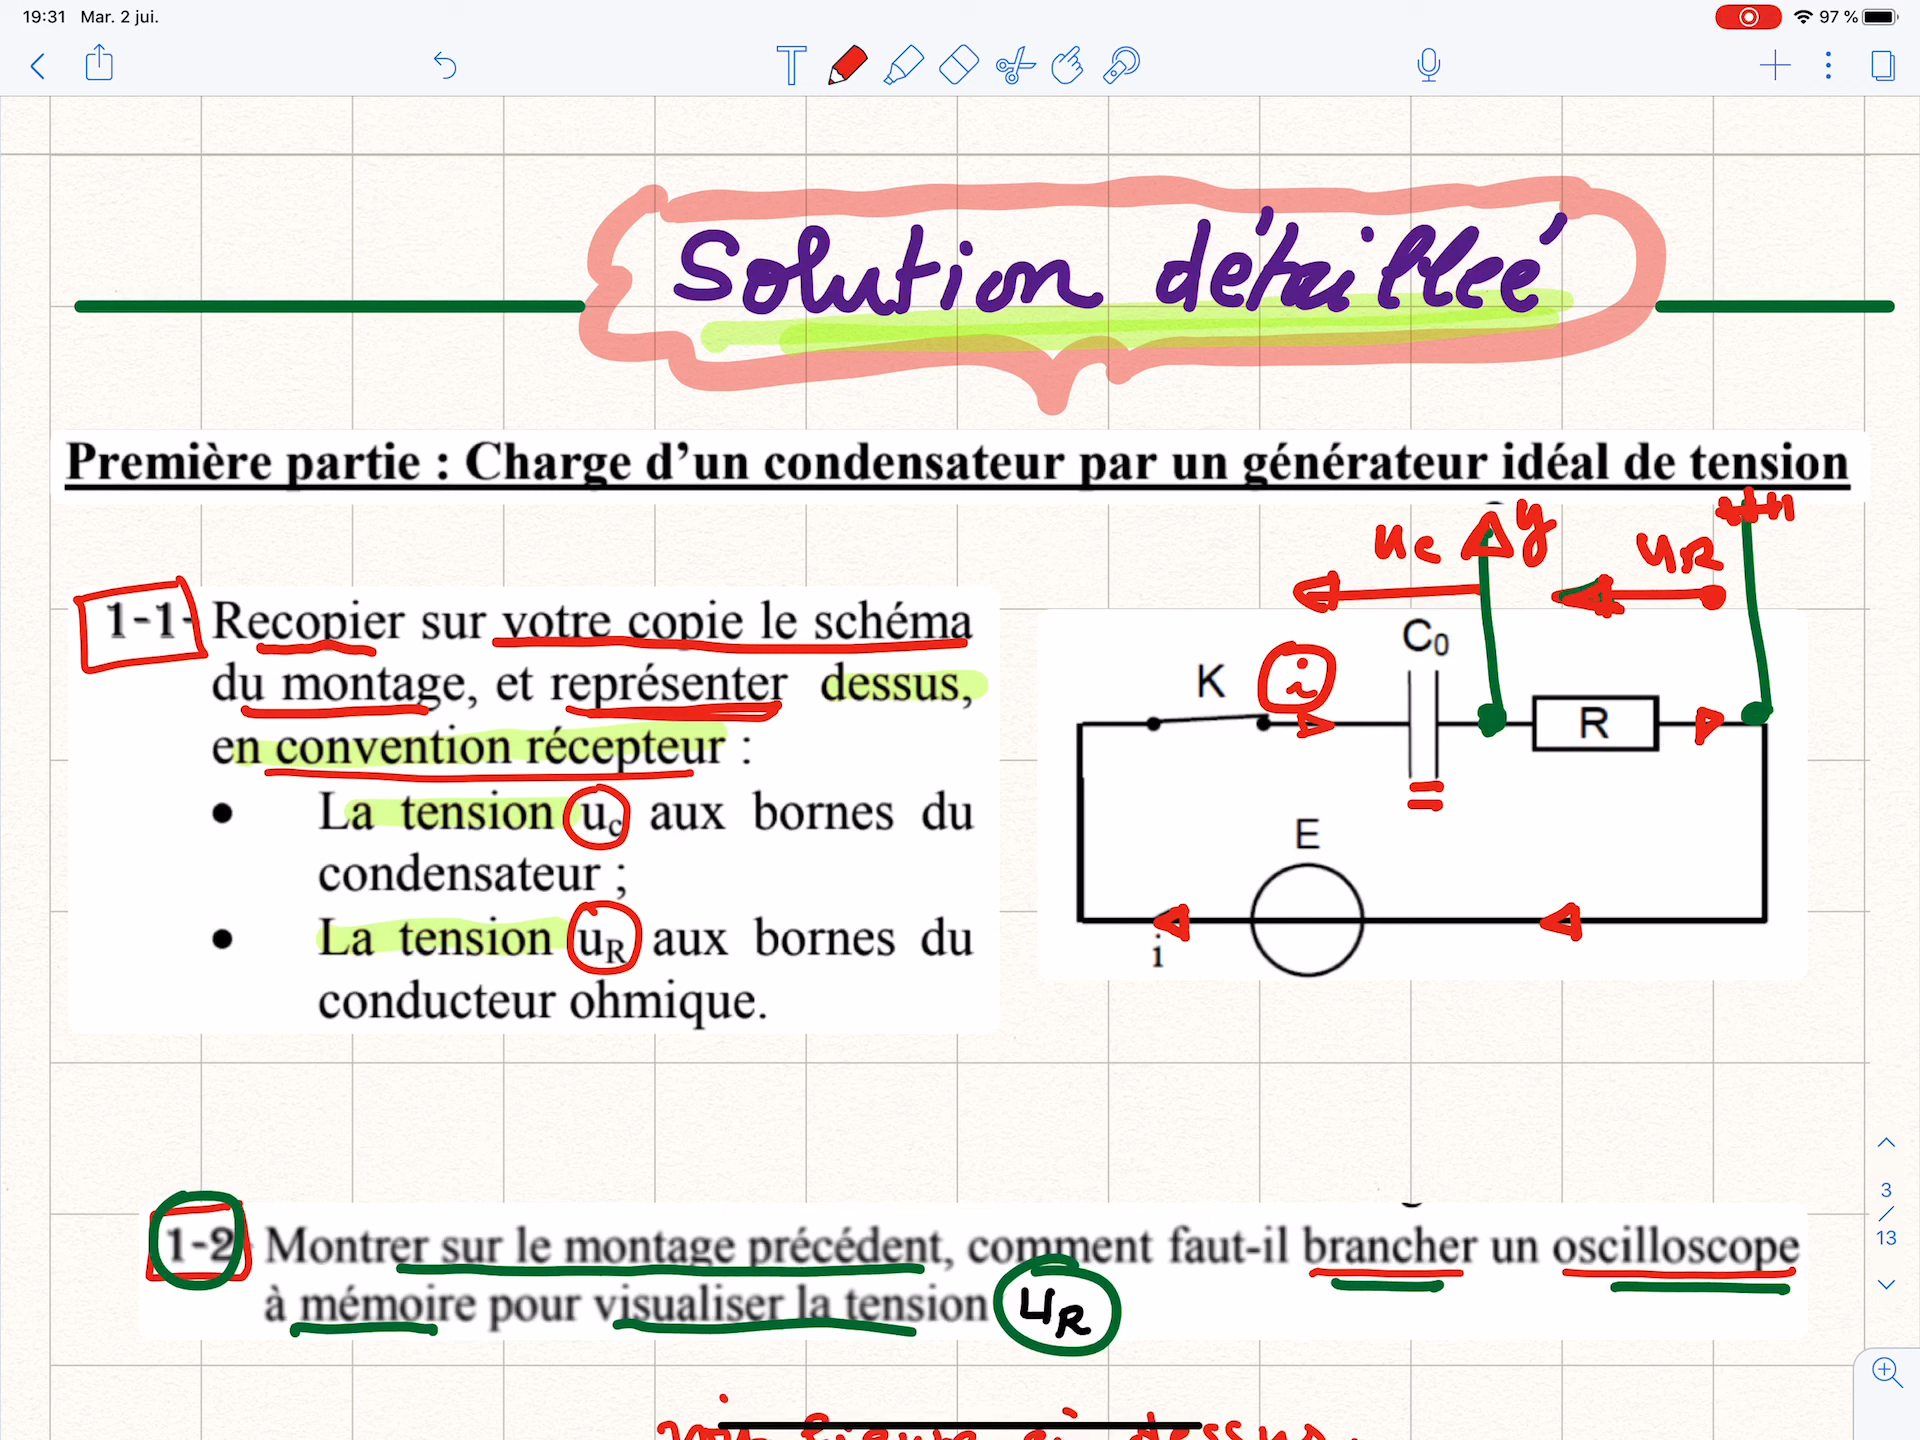 19:31 Mar. 2 jui.
97 %
Solution détaillée
Première partie : Charge d’un condensateur par un générateur idéal de tension
1-1- Recopier sur votre copie le schéma
du montage, et représenter dessus,
en convention récepteur :
• La tension uc aux bornes du
condensateur ;
• La tension uR aux bornes du
conducteur ohmique.
uc y uR
C0
K i
R
E
i
1-2 Montrer sur le montage précédent, comment faut-il brancher un oscilloscope
à mémoire pour visualiser la tension uR
3
/
13